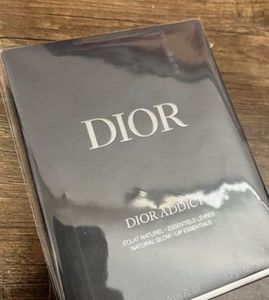 DIOR
DIOR ADDICT
ÉCLAT NATUREL - ESSENTIELS LÈVRES
NATURAL GLOW - LIP ESSENTIALS